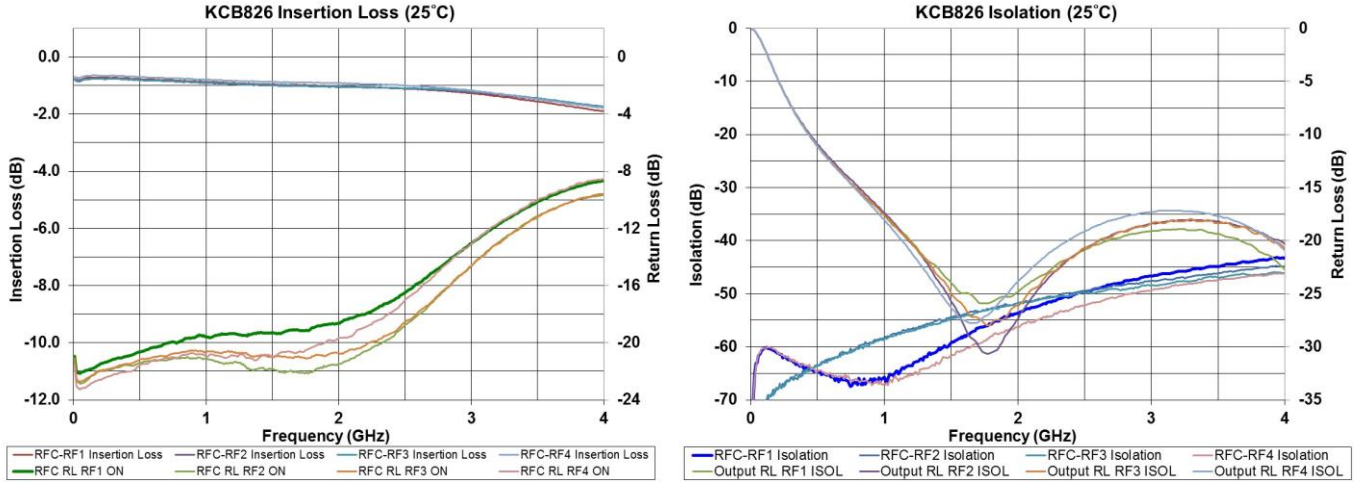 KCB826 Insertion Loss (25°C)
0.0
-2.0
-4.0
-6.0
-8.0
-10.0
-12.0
Insertion Loss (dB)
0
-4
-8
-12
-16
-20
-24
Return Loss (dB)
0
1
2
3
4
Frequency (GHz)
RFC-RF1 Insertion Loss
RFC-RF2 Insertion Loss
RFC-RF3 Insertion Loss
RFC-RF4 Insertion Loss
RFC RL RF1 ON
RFC RL RF2 ON
RFC RL RF3 ON
RFC RL RF4 ON
KCB826 Isolation (25°C)
0
-10
-20
-30
-40
-50
-60
-70
Isolation (dB)
0
-5
-10
-15
-20
-25
-30
-35
Return Loss (dB)
0
1
2
3
4
Frequency (GHz)
RFC-RF1 Isolation
RFC-RF2 Isolation
RFC-RF3 Isolation
RFC-RF4 Isolation
Output RL RF1 ISOL
Output RL RF2 ISOL
Output RL RF3 ISOL
Output RL RF4 ISOL